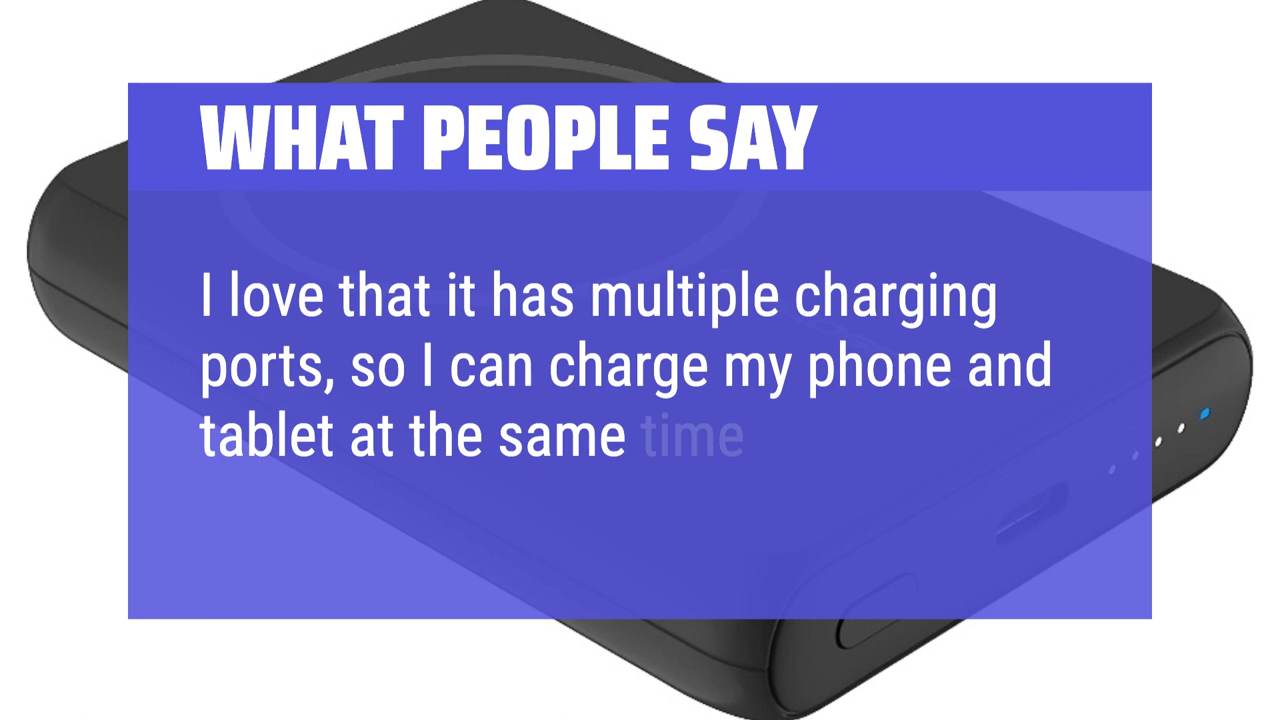 WHAT PEOPLE SAY
I love that it has multiple charging
ports, so I can charge my phone and
tablet at the same time